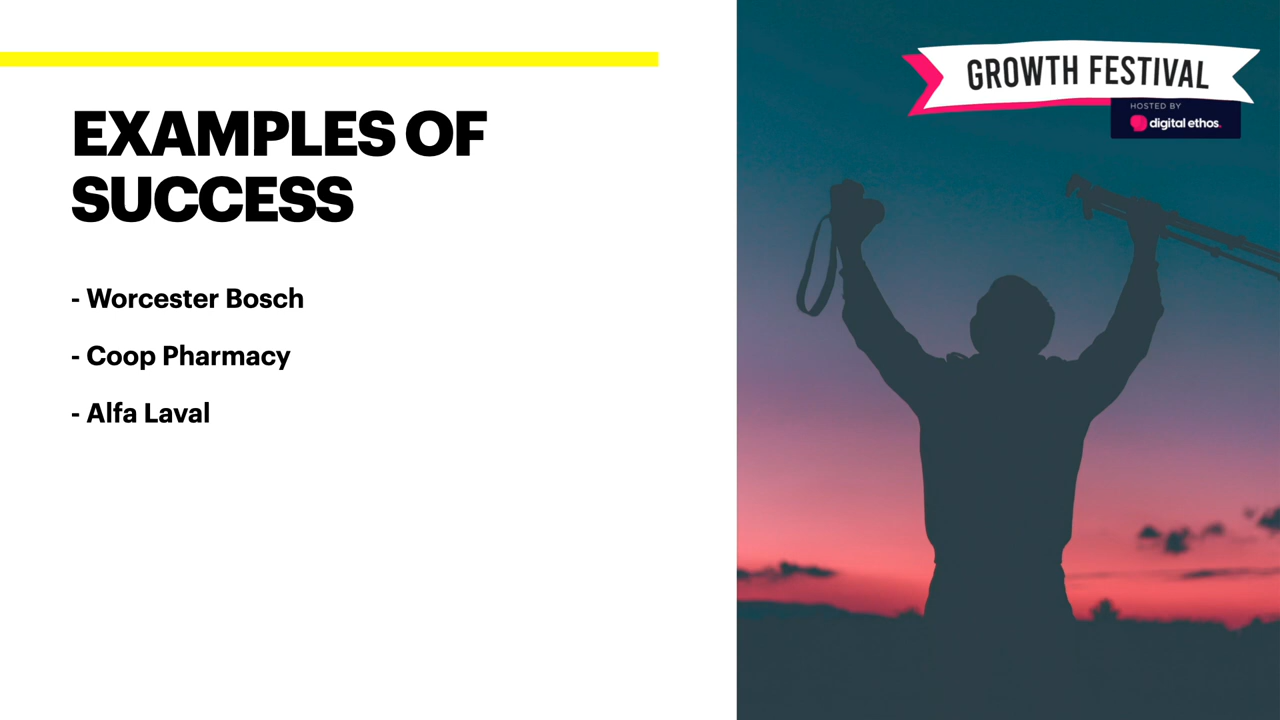 EXAMPLES OF
SUCCESS
- Worcester Bosch
- Coop Pharmacy
- Alfa Laval
GROWTH FESTIVAL
HOSTED BY
digital ethos.